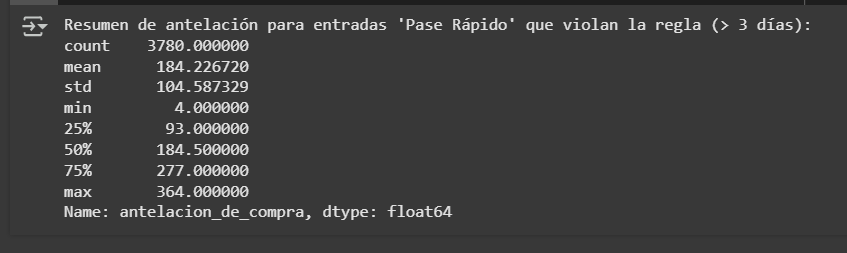 Resumen de antelación para entradas 'Pase Rápido' que violan la regla (> 3 días):
count    3780.000000
mean      184.226720
std       104.587329
min         4.000000
25%        93.000000
50%       184.500000
75%       277.000000
max       364.000000
Name: antelacion_de_compra, dtype: float64